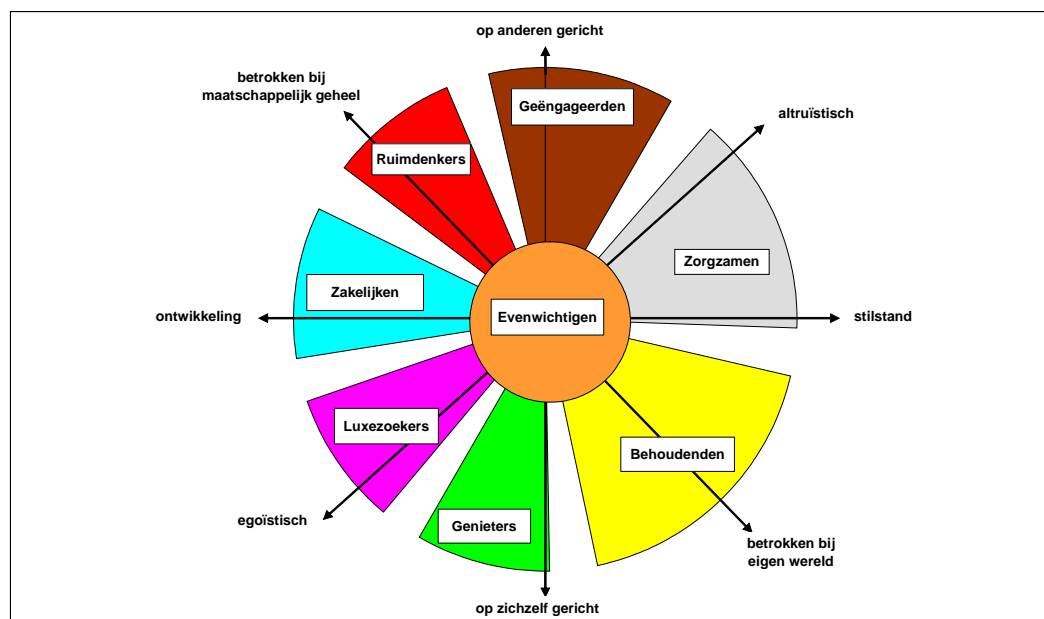 op anderen gericht
betrokken bij
maatschappelijk geheel
Geëngageerden
altruïstisch
Ruimdenkers
Zorgzamen
Zakelijken
ontwikkeling
Evenwichtigen
stilstand
Luxezoekers
Behoudenden
egoïstisch
Genieters
betrokken bij
eigen wereld
op zichzelf gericht